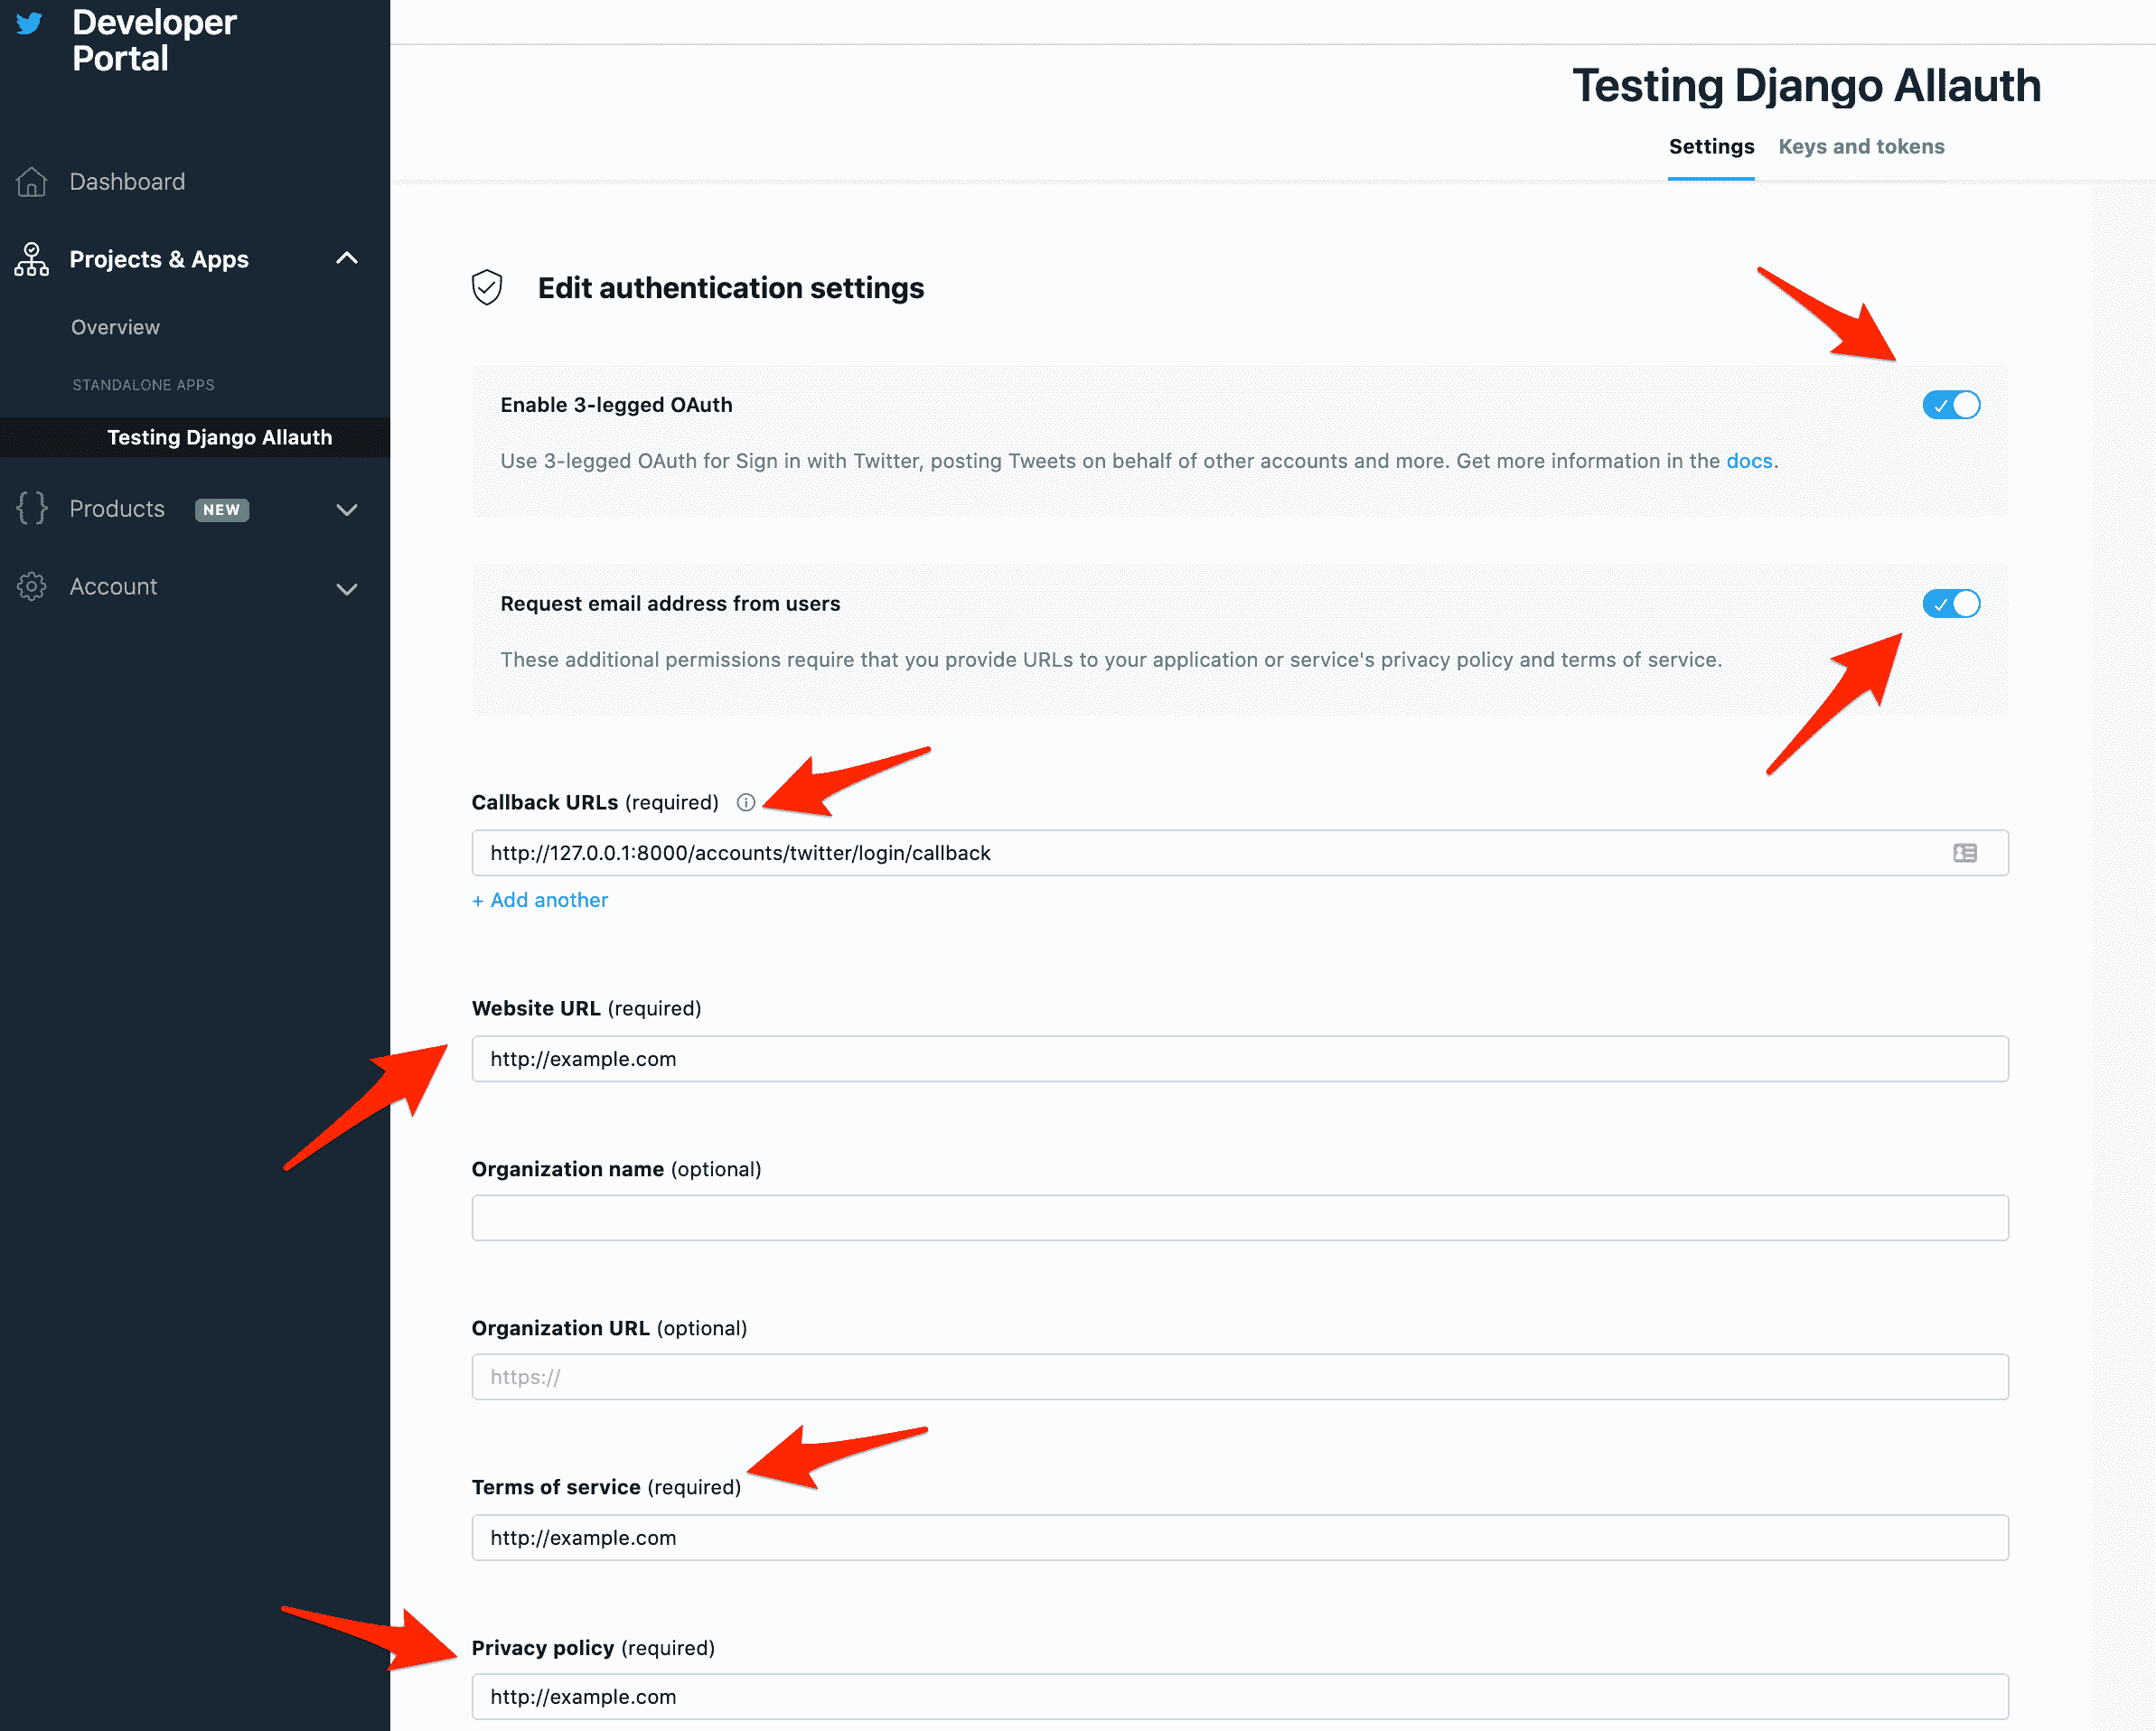 Developer
Portal
Dashboard
Projects & Apps
Overview
STANDALONE APPS
Testing Django Allauth
Products NEW
Account
Testing Django Allauth
Settings Keys and tokens
Edit authentication settings
Enable 3-legged OAuth
Use 3-legged OAuth for Sign in with Twitter, posting Tweets on behalf of other accounts and more. Get more information in the docs.
Request email address from users
These additional permissions require that you provide URLs to your application or service's privacy policy and terms of service.
Callback URLs (required)
http://127.0.0.1:8000/accounts/twitter/login/callback
+ Add another
Website URL (required)
http://example.com
Organization name (optional)
Organization URL (optional)
https://
Terms of service (required)
http://example.com
Privacy policy (required)
http://example.com